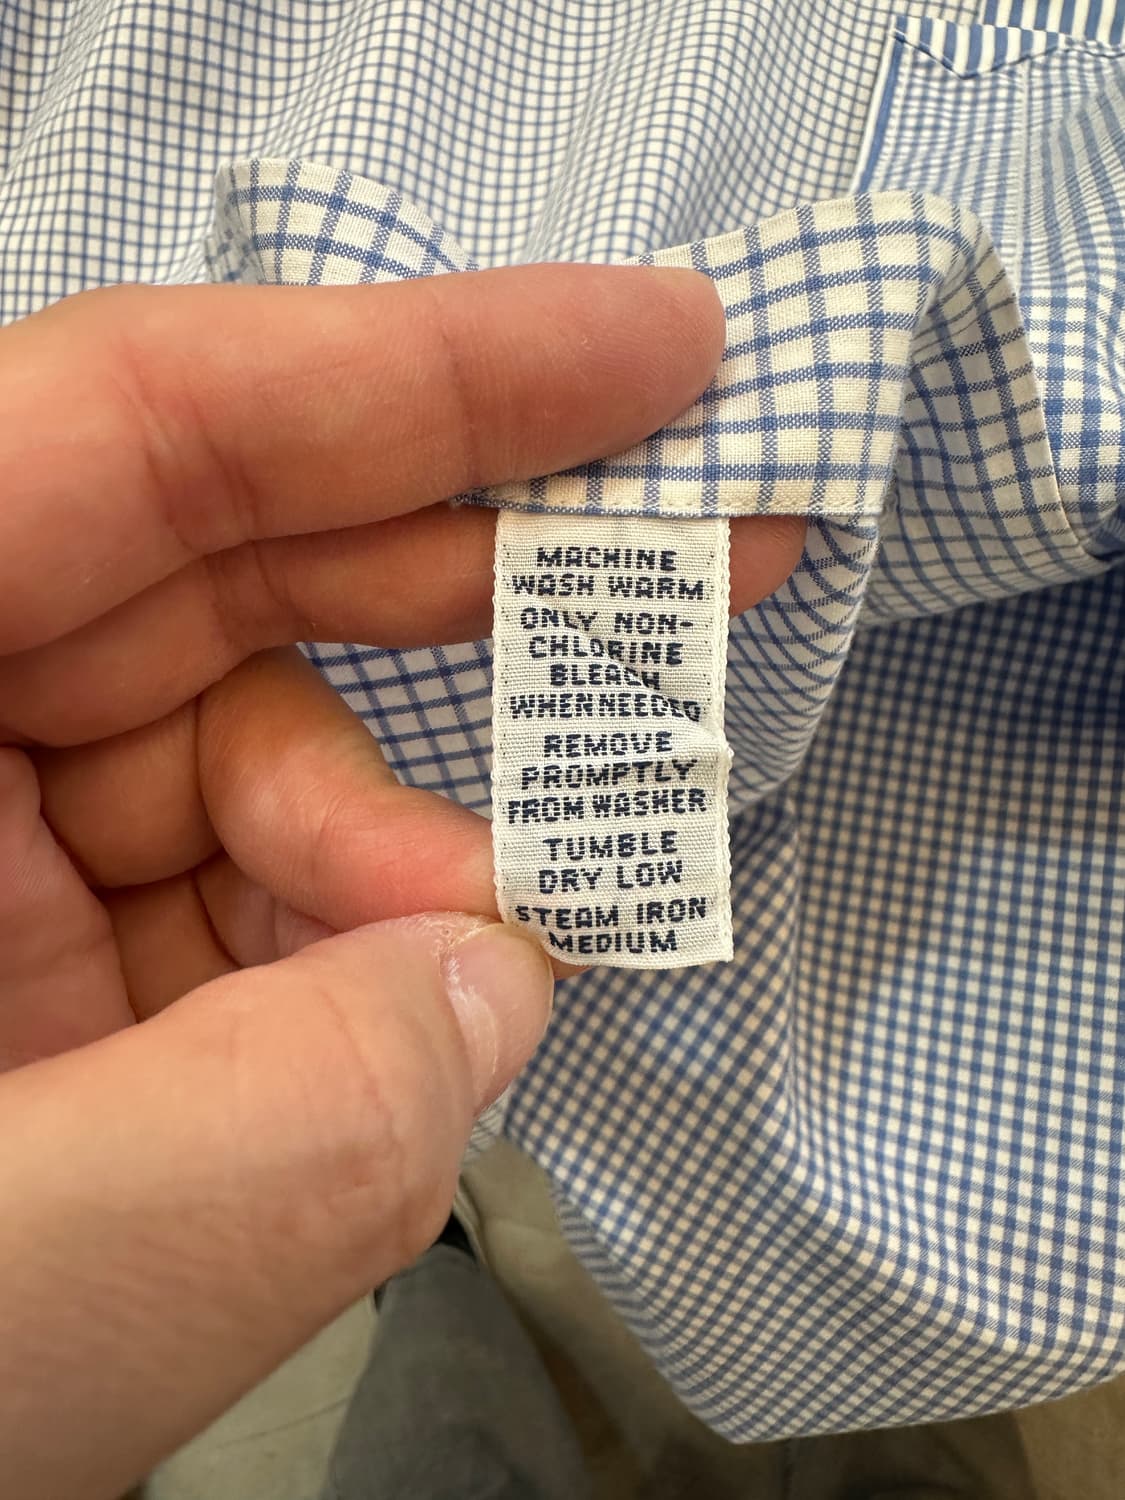 MACHINE
WASH WARM
ONLY NON-
CHLORINE
BLEACH
WHEN NEEDED
REMOVE
PROMPTLY
FROM WASHER
TUMBLE
DRY LOW
STEAM IRON
MEDIUM